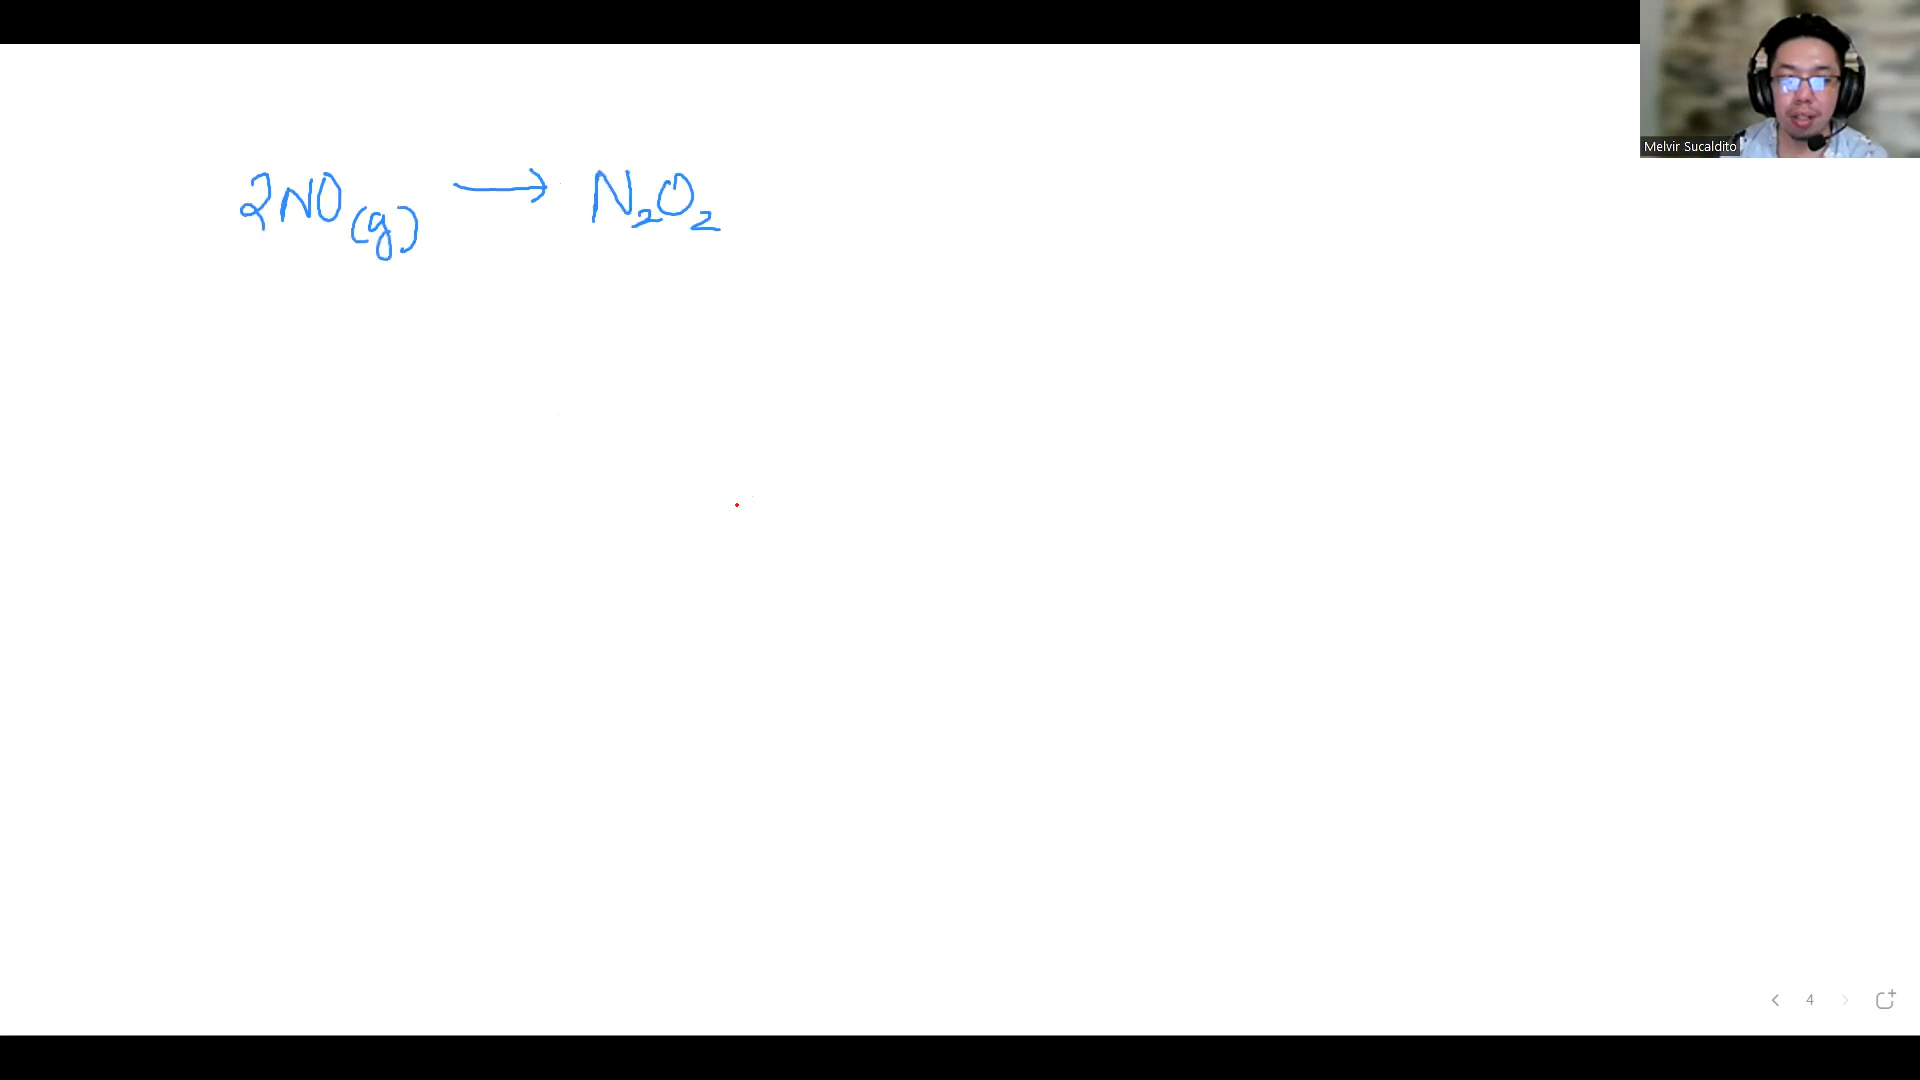 Melvir Sucaldito
2NO(g) → N₂O₂
4